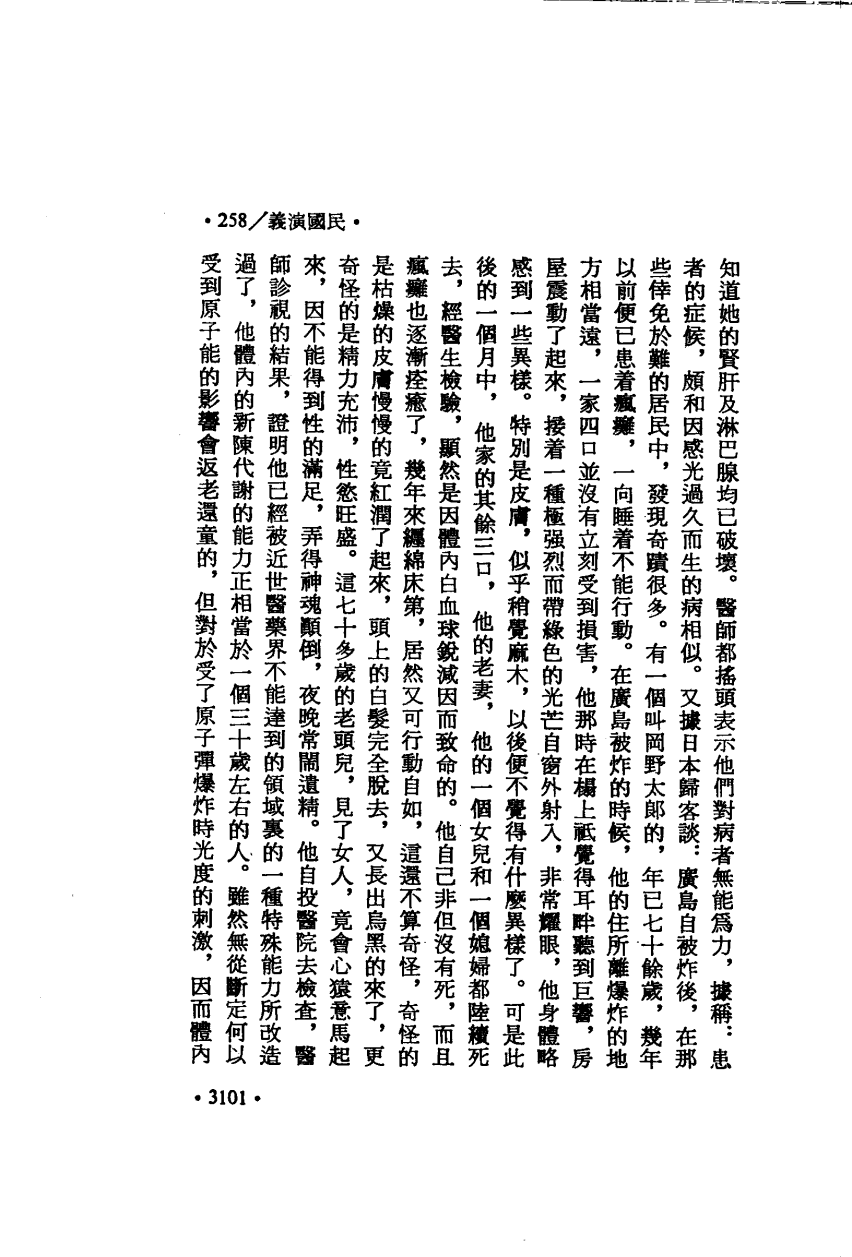 •258／義演國民•
知道她的腎肝及淋巴腺均已破壞。醫師都搖頭表示他們對病者無能爲力，據稱：患
者的症候，頗和因感光過久而生的病相似。又據日本歸客談：廣島自被炸後，在那
些倖免於難的居民中，發現奇蹟很多。有一個叫岡野太郎的，年已七十餘歲，幾年
以前便已患着瘋癱，一向睡着不能行動。在廣島被炸的時候，他的住所離爆炸的地
方相當遠，一家四口並沒有立刻受到損害，他那時在榻上祇覺得耳畔聽到巨響，房
屋震動了起來，接着一種極强烈而帶綠色的光芒自窗外射入，非常耀眼，他身體略
感到一些異樣。特別是皮膚，似乎稍覺麻木，以後便不覺得有什麼異樣了。可是此
後的一個月中，他家的其餘三口，他的老妻，他的一個女兒和一個媳婦都陸續死
去，經醫生檢驗，顯然是因體內白血球銳減因而致命的。他自己非但沒有死，而且
瘋癱也逐漸痊癒了，幾年來纏綿床第，居然又可行動自如，這還不算奇怪，奇怪的
是枯燥的皮膚慢慢的竟紅潤了起來，頭上的白髮完全脫去，又長出烏黑的來了，更
奇怪的是精力充沛，性慾旺盛。這七十多歲的老頭兒，見了女人，竟會心猿意馬起
來，因不能得到性的滿足，弄得神魂顚倒，夜晚常鬧遺精。他自投醫院去檢查，醫
師診視的結果，證明他已經被近世醫藥界不能達到的領域裏的一種特殊能力所改造
過了，他體內的新陳代謝的能力正相當於一個三十歲左右的人。雖然無從斷定何以
受到原子能的影響會返老還童的，但對於受了原子彈爆炸時光度的刺激，因而體內
•3101•